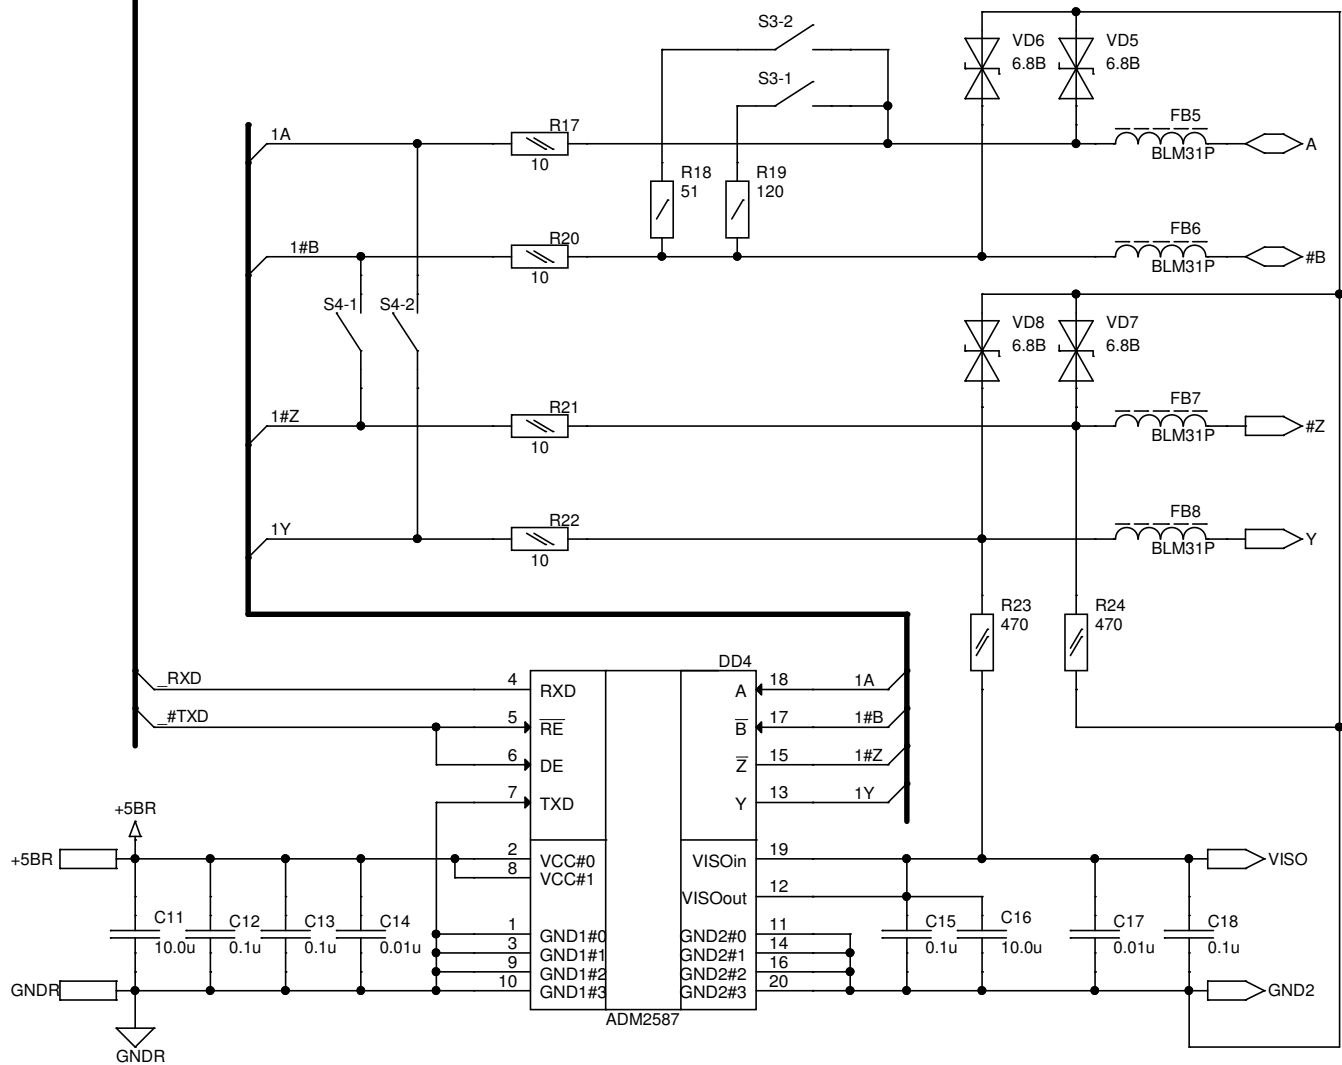 S3-2
VD6
6.8B
VD5
6.8B
S3-1
FB5
1A
R17
BLM31P
A
10
R18
51
R19
120
FB6
1#B
R20
BLM31P
#B
10
S4-1
S4-2
VD8
6.8B
VD7
6.8B
FB7
1#Z
R21
BLM31P
#Z
10
FB8
1Y
R22
BLM31P
Y
10
R23
470
R24
470
DD4
_RXD
4
RXD
A
18
1A
_#TXD
5
RE
B
17
1#B
6
DE
Z
15
1#Z
7
TXD
Y
13
1Y
+5BR
+5BR
2
VCC#0
VISOin
19
VISO
8
VCC#1
VISOout
12
C11
10.0u
C12
0.1u
C13
0.1u
C14
0.01u
1
GND1#0
GND2#0
11
3
GND1#1
GND2#1
14
9
GND1#2
GND2#2
16
10
GND1#3
GND2#3
20
C15
0.1u
C16
10.0u
C17
0.01u
C18
0.1u
GNDR
GND2
ADM2587
GNDR